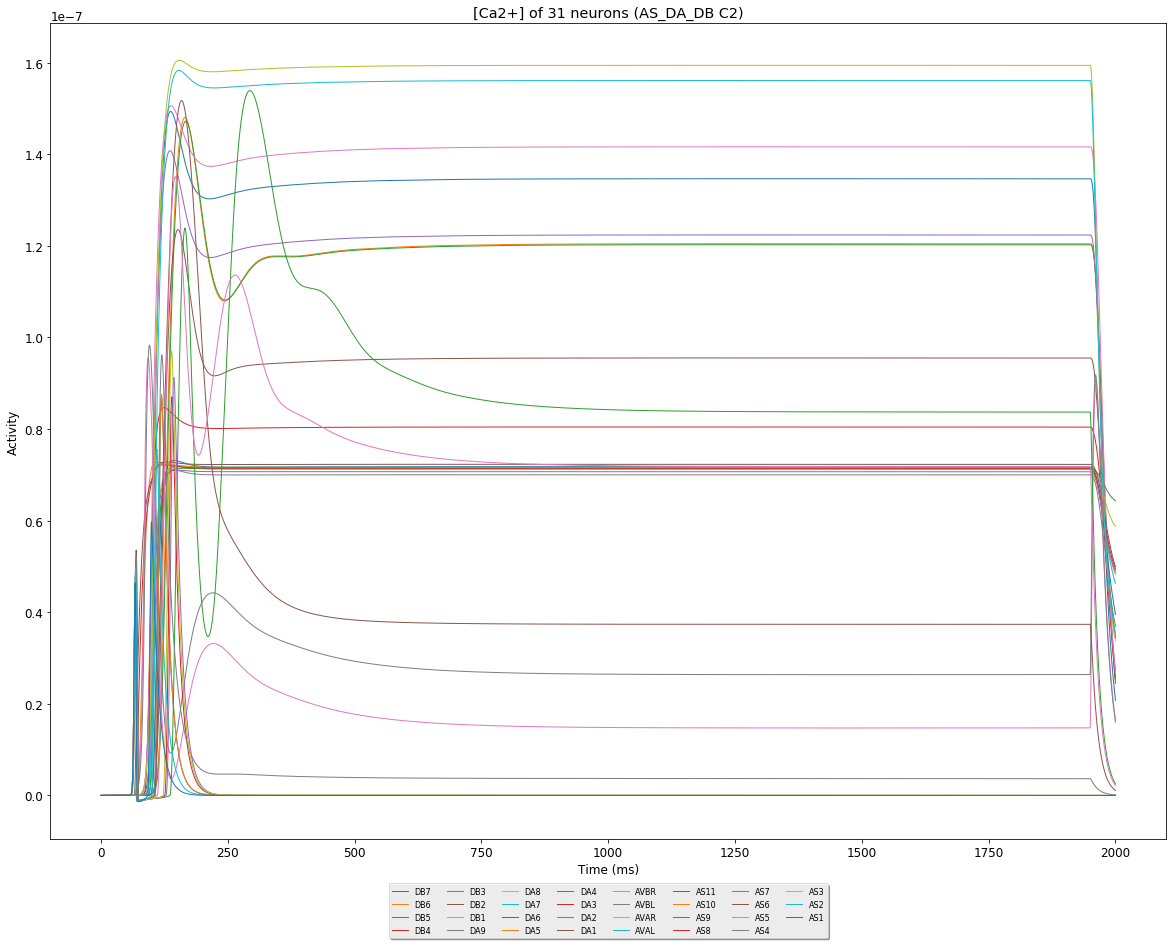 [Ca2+] of 31 neurons (AS_DA_DB C2)
1e−7
1.6
1.4
1.2
1.0
0.8
0.6
0.4
0.2
0.0
Activity
0 250 500 750 1000 1250 1500 1750 2000
Time (ms)
DB7 DB3 DA8 DA4 AVBR AS11 AS7 AS3
DB6 DB2 DA7 DA3 AVBL AS10 AS6 AS2
DB5 DB1 DA6 DA2 AVAR AS9 AS5 AS1
DB4 DA9 DA5 DA1 AVAL AS8 AS4